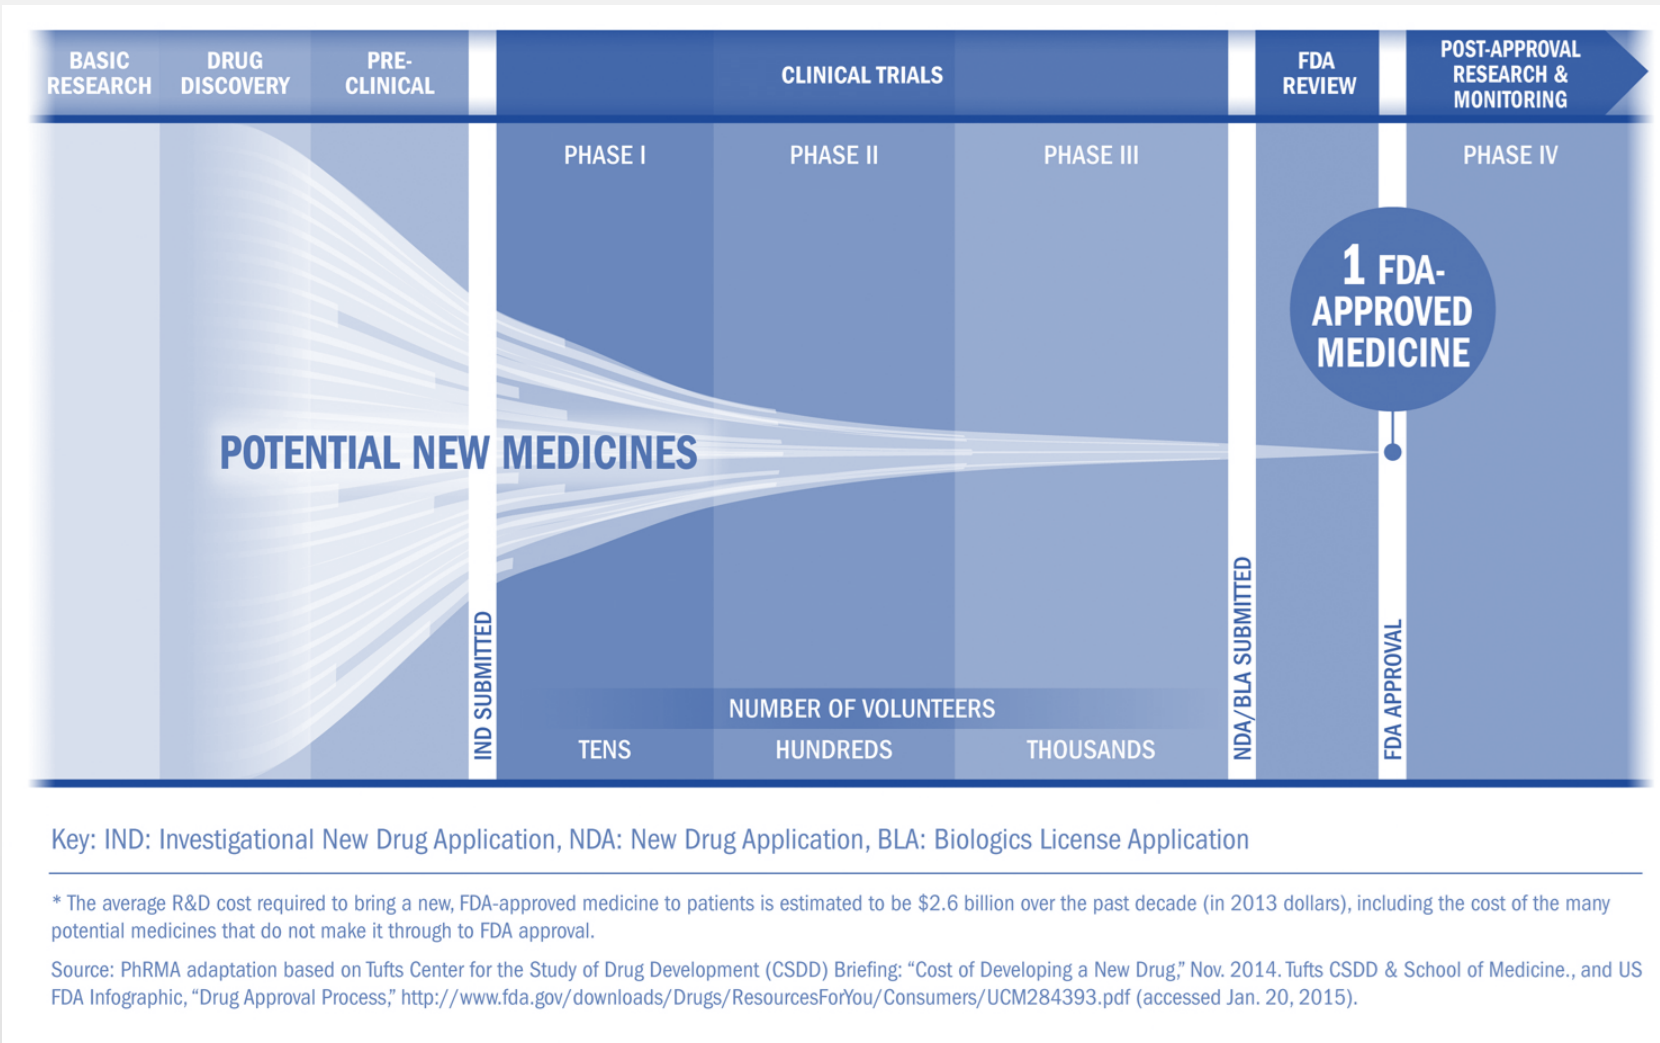 BASIC
RESEARCH
DRUG
DISCOVERY
PRE-
CLINICAL
CLINICAL TRIALS
FDA
REVIEW
POST-APPROVAL
RESEARCH &
MONITORING
PHASE I
PHASE II
PHASE III
PHASE IV
1 FDA-
APPROVED
MEDICINE
POTENTIAL NEW MEDICINES
IND SUBMITTED
NDA/BLA SUBMITTED
FDA APPROVAL
NUMBER OF VOLUNTEERS
TENS
HUNDREDS
THOUSANDS
Key: IND: Investigational New Drug Application, NDA: New Drug Application, BLA: Biologics License Application
* The average R&D cost required to bring a new, FDA-approved medicine to patients is estimated to be $2.6 billion over the past decade (in 2013 dollars), including the cost of the many
potential medicines that do not make it through to FDA approval.
Source: PhRMA adaptation based on Tufts Center for the Study of Drug Development (CSDD) Briefing: “Cost of Developing a New Drug,” Nov. 2014. Tufts CSDD & School of Medicine., and US
FDA Infographic, “Drug Approval Process,” http://www.fda.gov/downloads/Drugs/ResourcesForYou/Consumers/UCM284393.pdf (accessed Jan. 20, 2015).